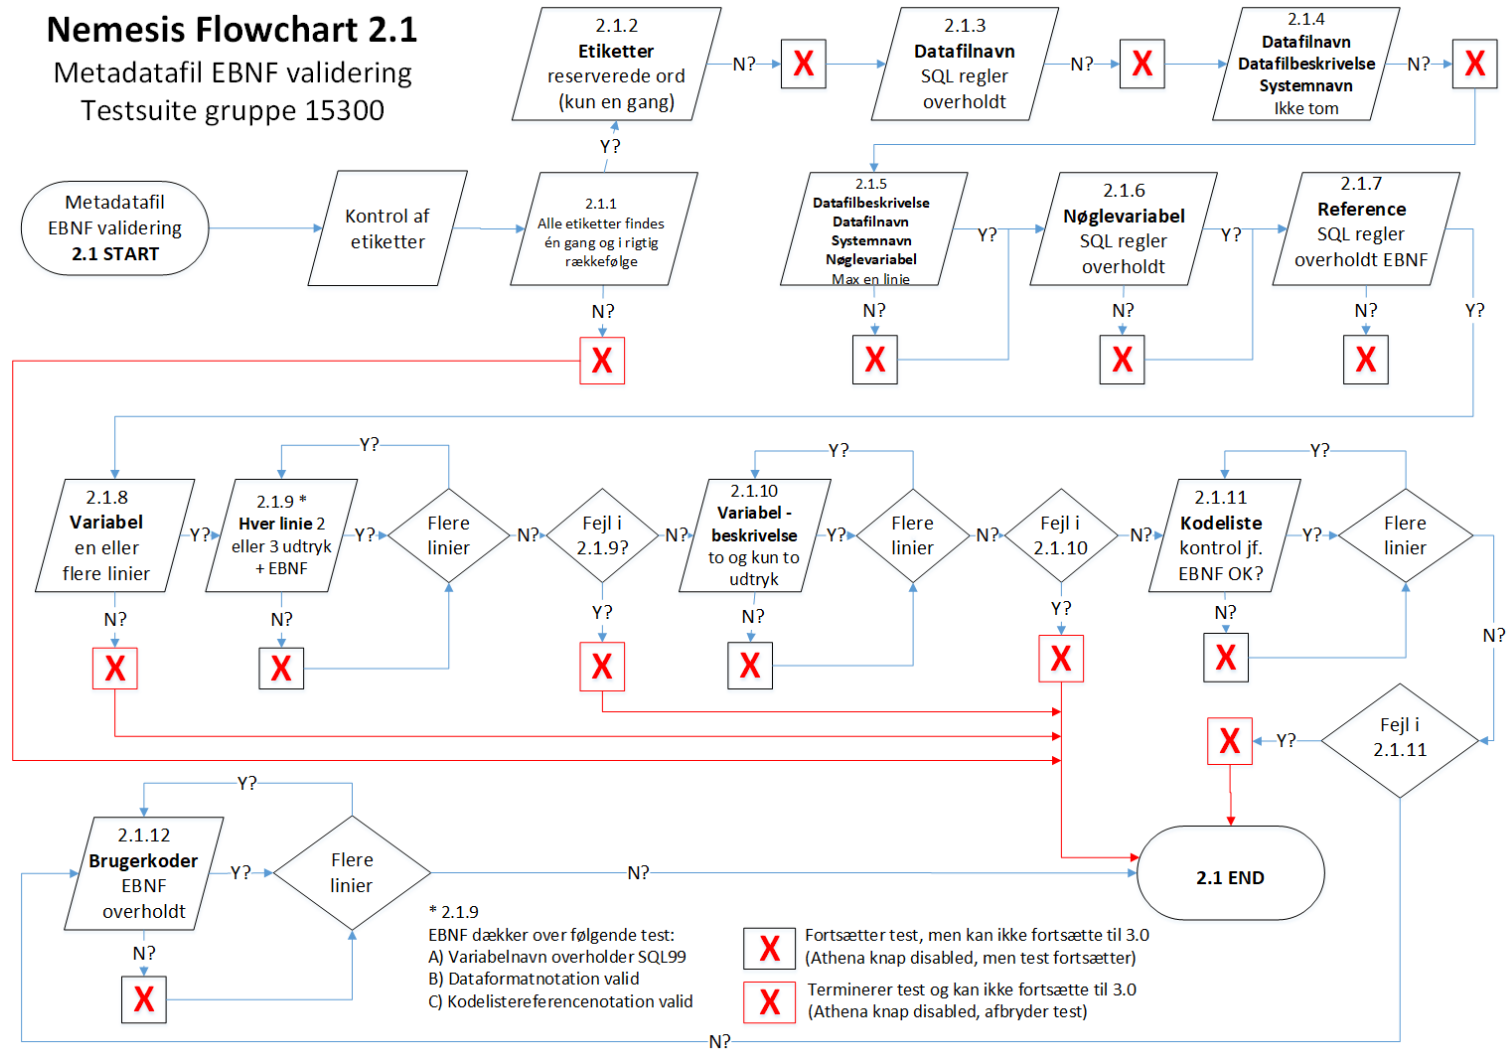 Nemesis Flowchart 2.1
Metadatafil EBNF validering
Testsuite gruppe 15300
2.1.2
Etiketter
reserverede ord
(kun en gang)
N?
X
2.1.3
Datafilnavn
SQL regler
overholdt
N?
X
2.1.4
Datafilnavn
Datafilbeskrivelse
Systemnavn
Ikke tom
N?
X
Y?
Metadatafil
EBNF validering
2.1 START
Kontrol af
etiketter
2.1.1
Alle etiketter findes
én gang og i rigtig
rækkefølge
N?
X
2.1.5
Datafilbeskrivelse
Datafilnavn
Systemnavn
Nøglevariabel
Max en linie
Y?
N?
X
2.1.6
Nøglevariabel
SQL regler
overholdt
Y?
N?
X
2.1.7
Reference
SQL regler
overholdt EBNF
N?
X
Y?
2.1.8
Variabel
en eller
flere linier
Y?
N?
X
2.1.9 *
Hver linie 2
eller 3 udtryk
+ EBNF
Y?
Y?
N?
X
Flere
linier
N?
Fejl i
2.1.9?
N?
Y?
X
2.1.10
Variabel -
beskrivelse
to og kun to
udtryk
Y?
Y?
N?
X
Flere
linier
N?
Fejl i
2.1.10
N?
Y?
X
2.1.11
Kodeliste
kontrol jf.
EBNF OK?
Y?
Y?
N?
X
Flere
linier
N?
Fejl i
2.1.11
Y?
X
2.1.12
Brugerkoder
EBNF
overholdt
Y?
Y?
N?
X
Flere
linier
N?
2.1 END
* 2.1.9
EBNF dækker over følgende test:
A) Variabelnavn overholder SQL99
B) Dataformatnotation valid
C) Kodelistereferencenotation valid
X
Fortsætter test, men kan ikke fortsætte til 3.0
(Athena knap disabled, men test fortsætter)
X
Terminerer test og kan ikke fortsætte til 3.0
(Athena knap disabled, afbryder test)
N?